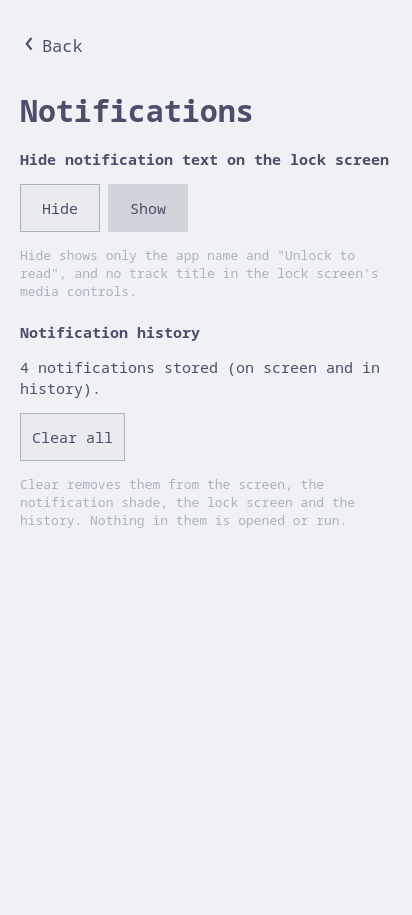 Back
Notifications
Hide notification text on the lock screen
Hide
Show
Hide shows only the app name and "Unlock to
read", and no track title in the lock screen's
media controls.
Notification history
4 notifications stored (on screen and in
history).
Clear all
Clear removes them from the screen, the
notification shade, the lock screen and the
history. Nothing in them is opened or run.